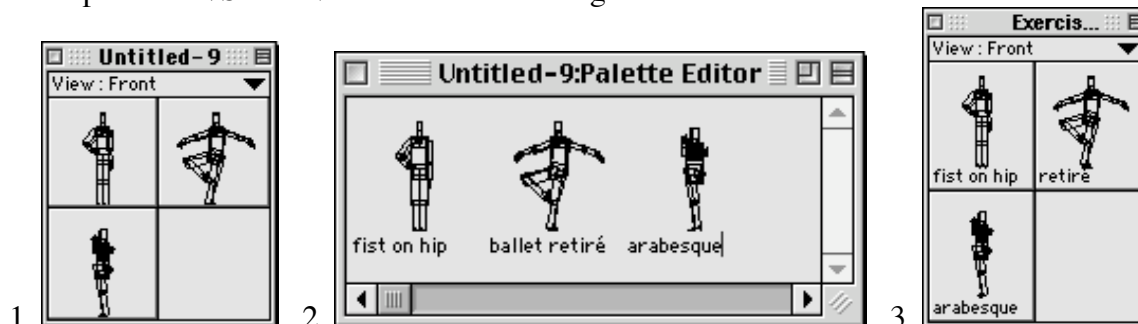 Untitled-9
View : Front
1.
Untitled-9:Palette Editor
fist on hip ballet retiré arabesque
2.
Exercis...
View : Front
fist on hip retiré
arabesque
3.